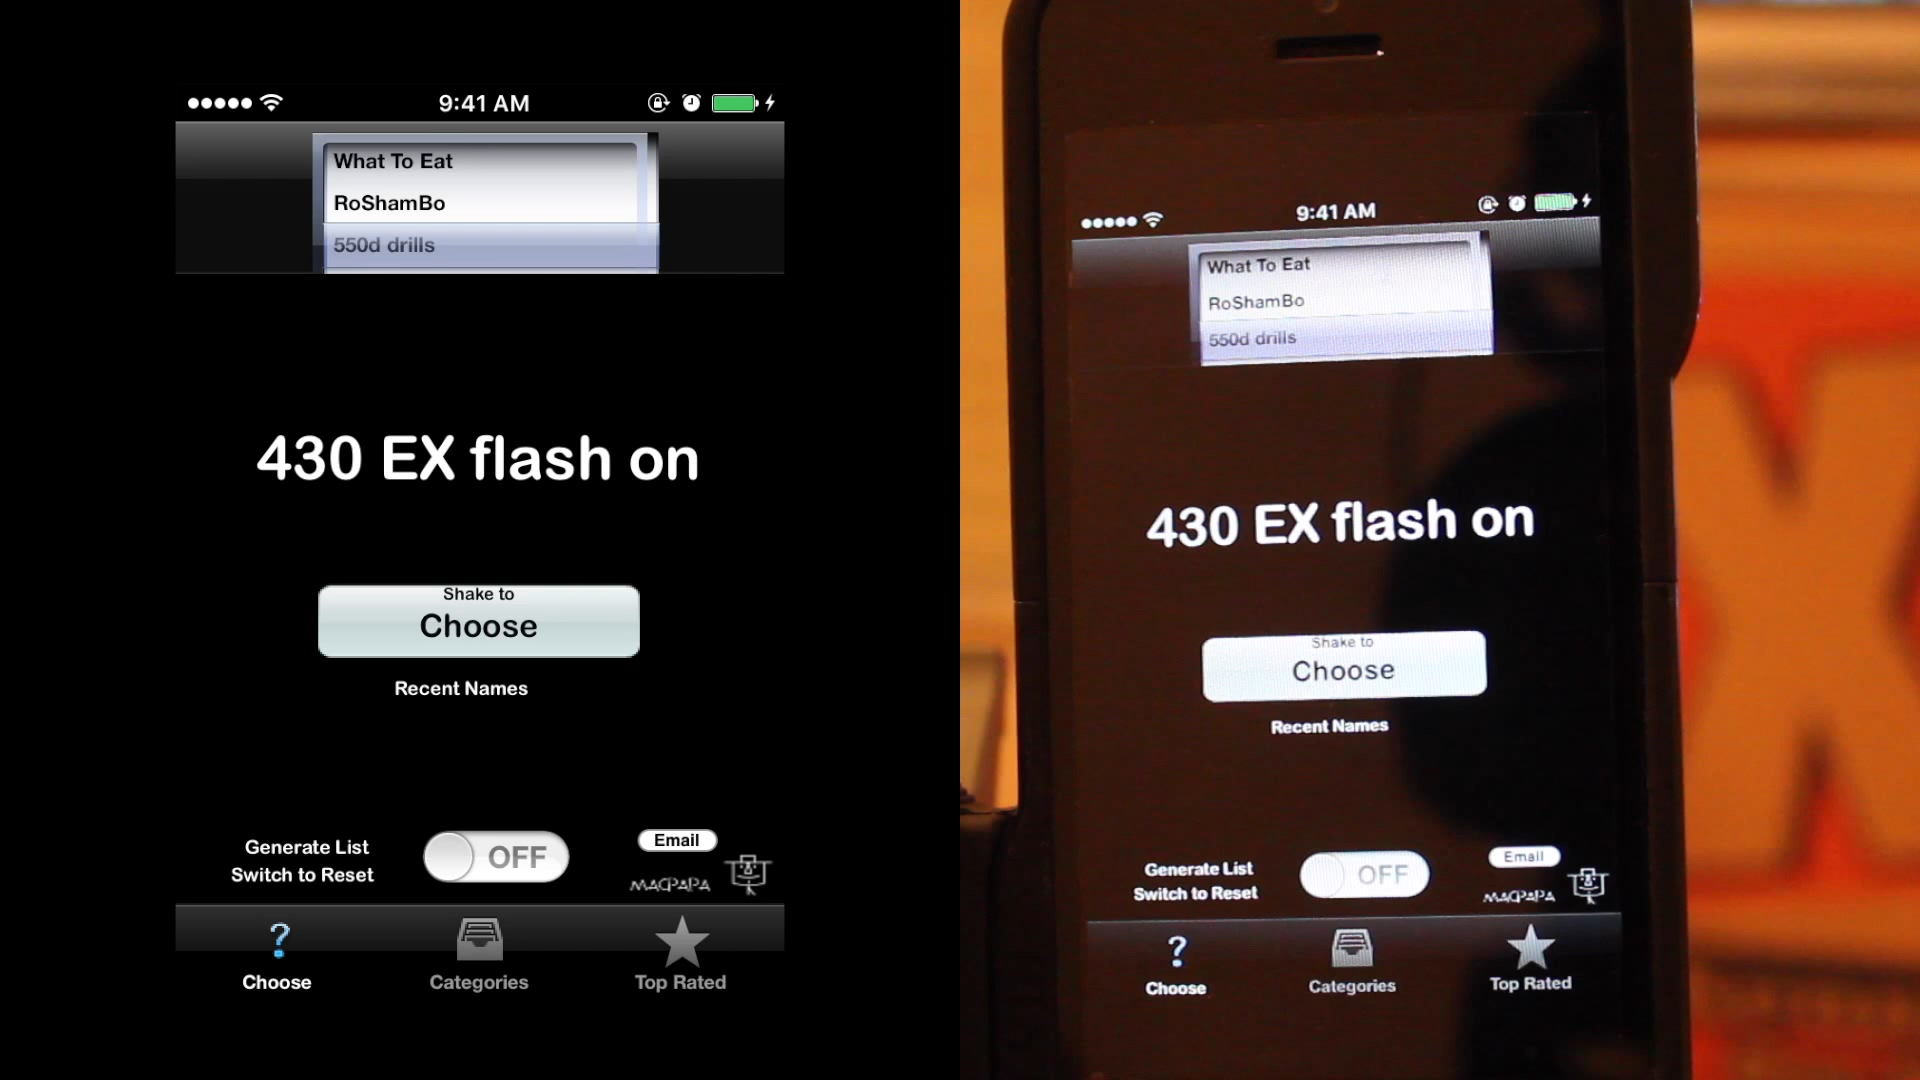 9:41 AM
What To Eat
RoShamBo
550d drills
430 EX flash on
Shake to
Choose
Recent Names
Generate List
Switch to Reset
OFF
Email
MACPAPA
Choose
Categories
Top Rated
9:41 AM
What To Eat
RoShamBo
550d drills
430 EX flash on
Shake to
Choose
Recent Names
Generate List
Switch to Reset
OFF
Email
MACPAPA
Choose
Categories
Top Rated
X